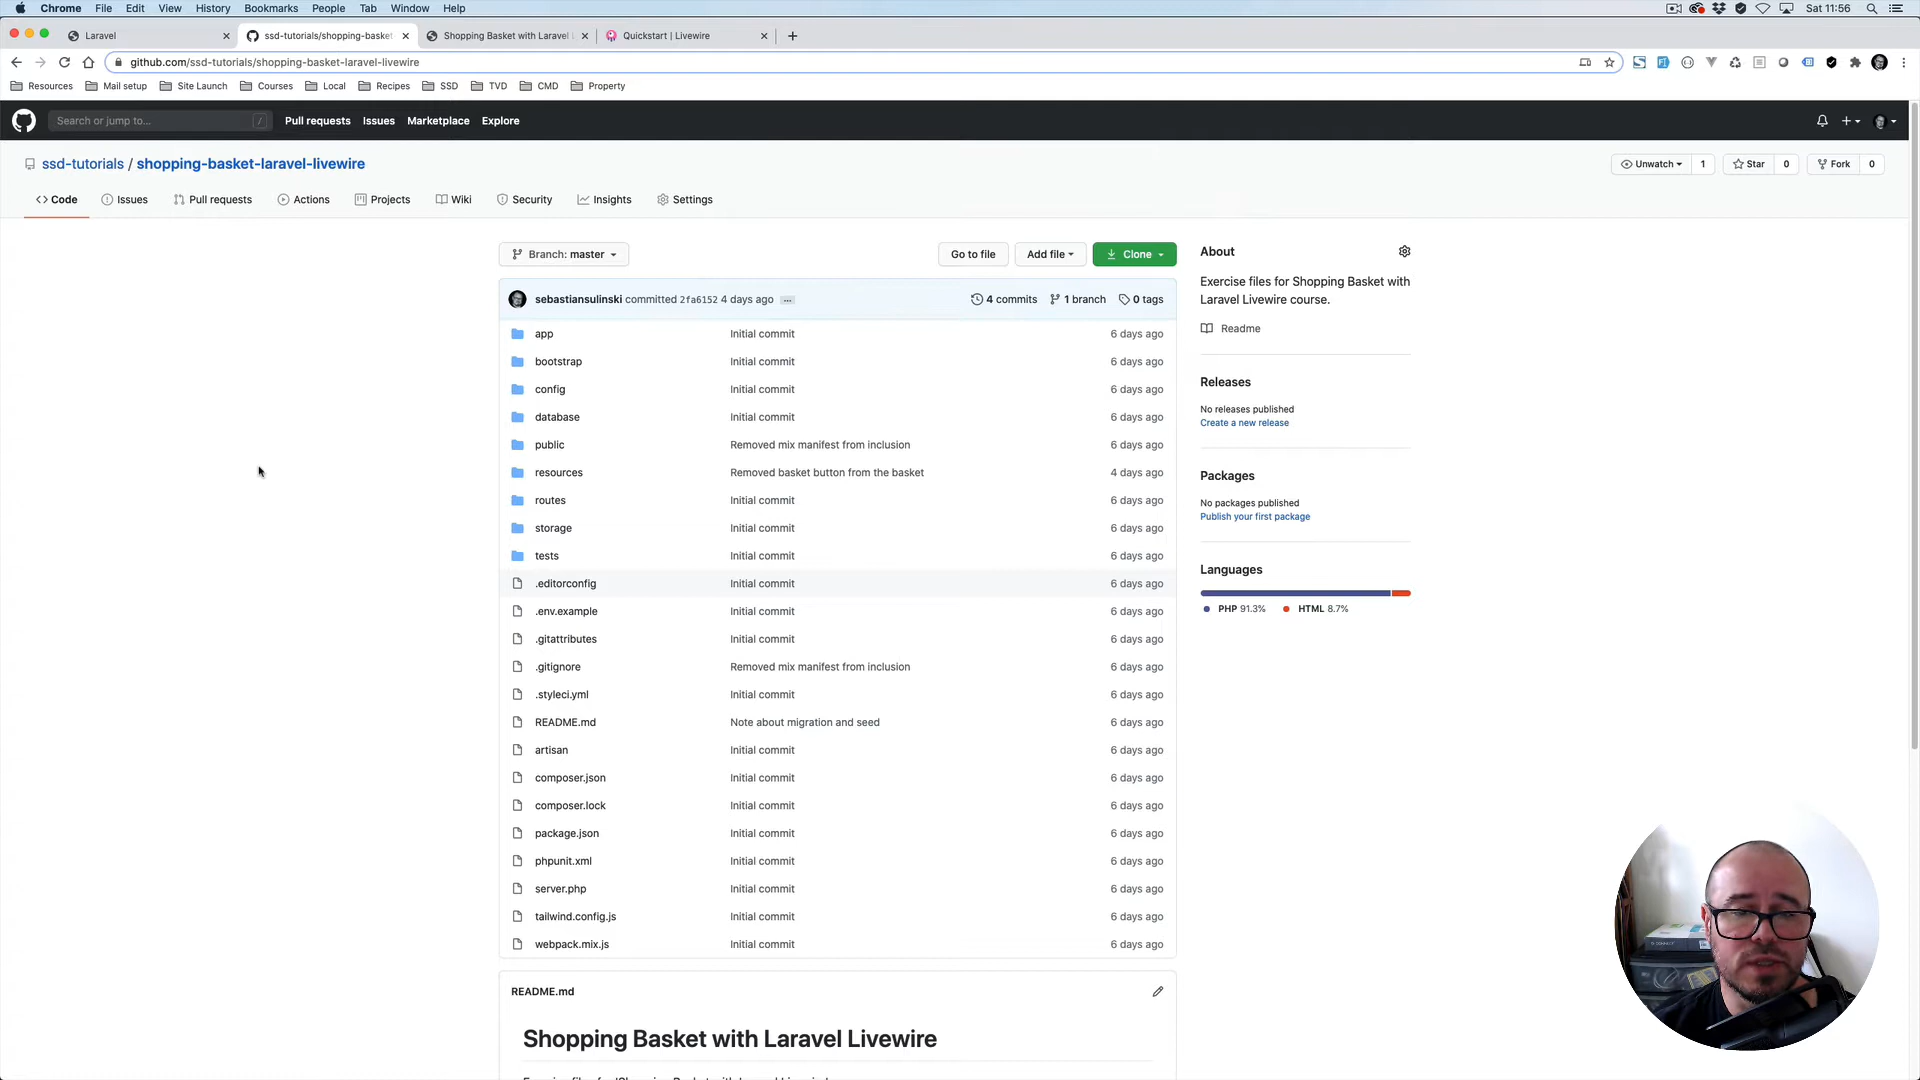 Chrome File Edit View History Bookmarks People Tab Window Help Sat 11:56
Laravel ssd-tutorials/shopping-basket Shopping Basket with Laravel Quickstart | Livewire
github.com/ssd-tutorials/shopping-basket-laravel-livewire
Resources Mail setup Site Launch Courses Local Recipes SSD TVD CMD Property
Search or jump to... / Pull requests Issues Marketplace Explore
ssd-tutorials / shopping-basket-laravel-livewire Unwatch 1 Star 0 Fork 0
Code Issues Pull requests Actions Projects Wiki Security Insights Settings
Branch: master Go to file Add file Clone
sebastiansulinski committed 2fa6152 4 days ago ... 4 commits 1 branch 0 tags
app Initial commit 6 days ago
bootstrap Initial commit 6 days ago
config Initial commit 6 days ago
database Initial commit 6 days ago
public Removed mix manifest from inclusion 6 days ago
resources Removed basket button from the basket 4 days ago
routes Initial commit 6 days ago
storage Initial commit 6 days ago
tests Initial commit 6 days ago
.editorconfig Initial commit 6 days ago
.env.example Initial commit 6 days ago
.gitattributes Initial commit 6 days ago
.gitignore Removed mix manifest from inclusion 6 days ago
.styleci.yml Initial commit 6 days ago
README.md Note about migration and seed 6 days ago
artisan Initial commit 6 days ago
composer.json Initial commit 6 days ago
composer.lock Initial commit 6 days ago
package.json Initial commit 6 days ago
phpunit.xml Initial commit 6 days ago
server.php Initial commit 6 days ago
tailwind.config.js Initial commit 6 days ago
webpack.mix.js Initial commit 6 days ago
README.md
Shopping Basket with Laravel Livewire
About
Exercise files for Shopping Basket with
Laravel Livewire course.
Readme
Releases
No releases published
Create a new release
Packages
No packages published
Publish your first package
Languages
PHP 91.3% HTML 8.7%